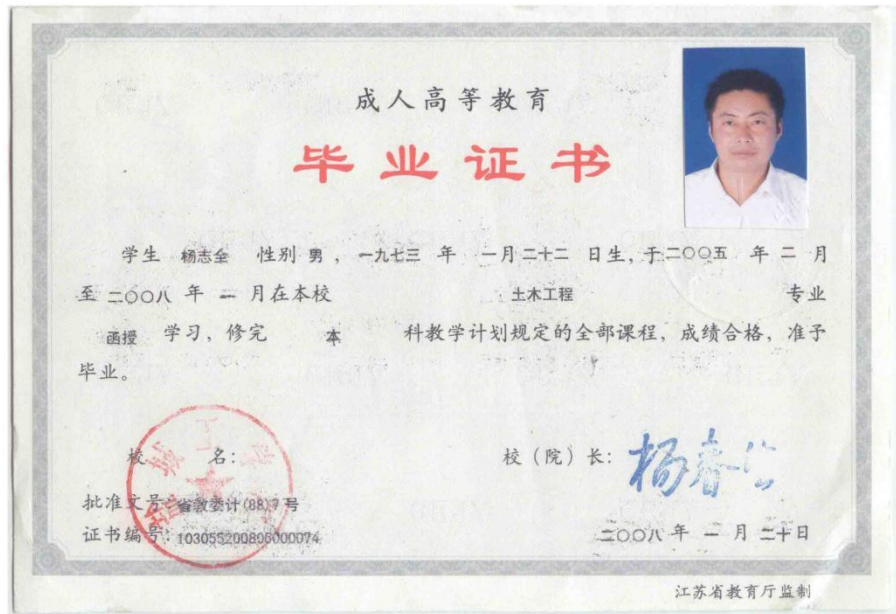 成人高等教育
毕业证书
学生 杨志全 性别 男，一九七三 年 一月二十二 日生，于二〇〇五 年 二 月
至 二〇〇八 年 一 月在本校 土木工程 专业
函授 学习，修完 本 科教学计划规定的全部课程，成绩合格，准予
毕业。
校 名：
校（院）长：
批准文号：省教委计(88)7号
证书编号：103055200806000074
二〇〇八 年 一 月 二十日
江苏省教育厅监制